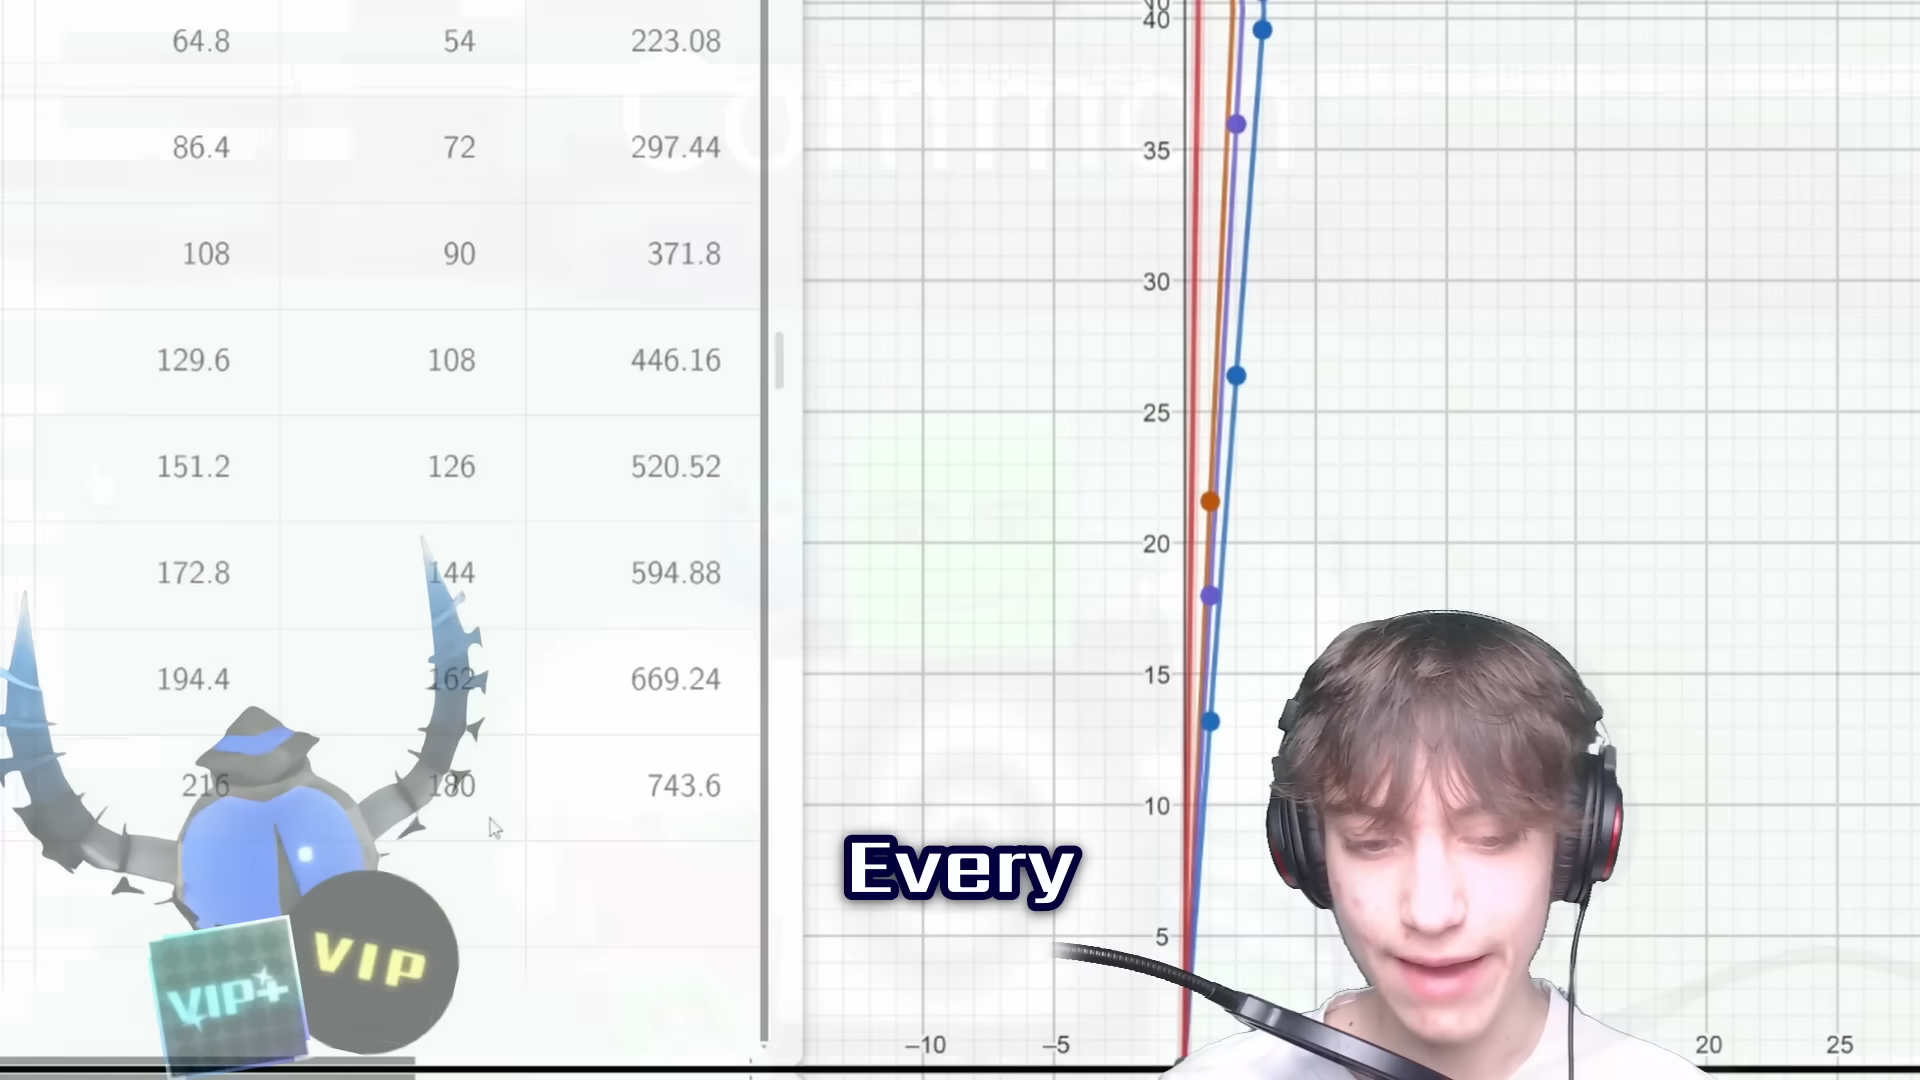 64.8 54 223.08
86.4 72 297.44
108 90 371.8
129.6 108 446.16
151.2 126 520.52
172.8 144 594.88
194.4 162 669.24
216 180 743.6
Common
40
35
30
25
20
15
10
5
-10 -5 20 25
Every
VIP
VIP+